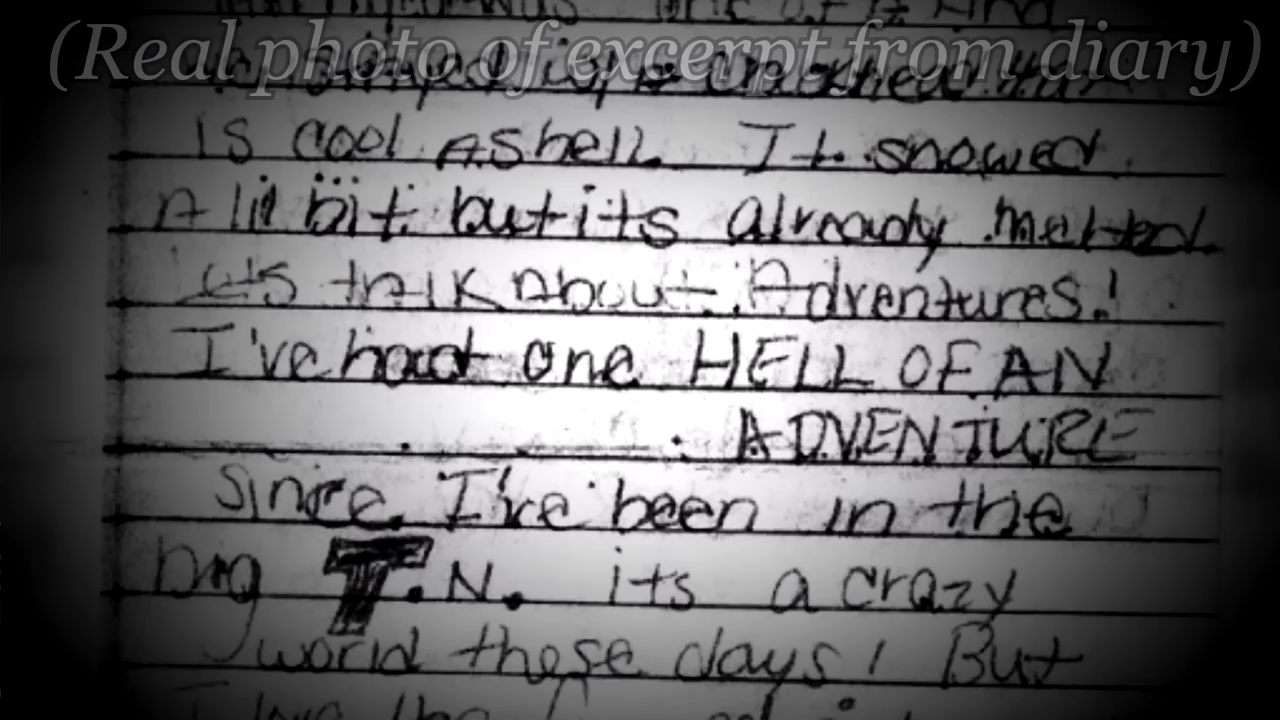 (Real photo of excerpt from diary)
is cool as hell It snowed
A lil bit but its already melted
lets talk About Adventures!
I've had one HELL OF AN
ADVENTURE
since I've been in the
big T.N. its a crazy
world these days! But
I love the